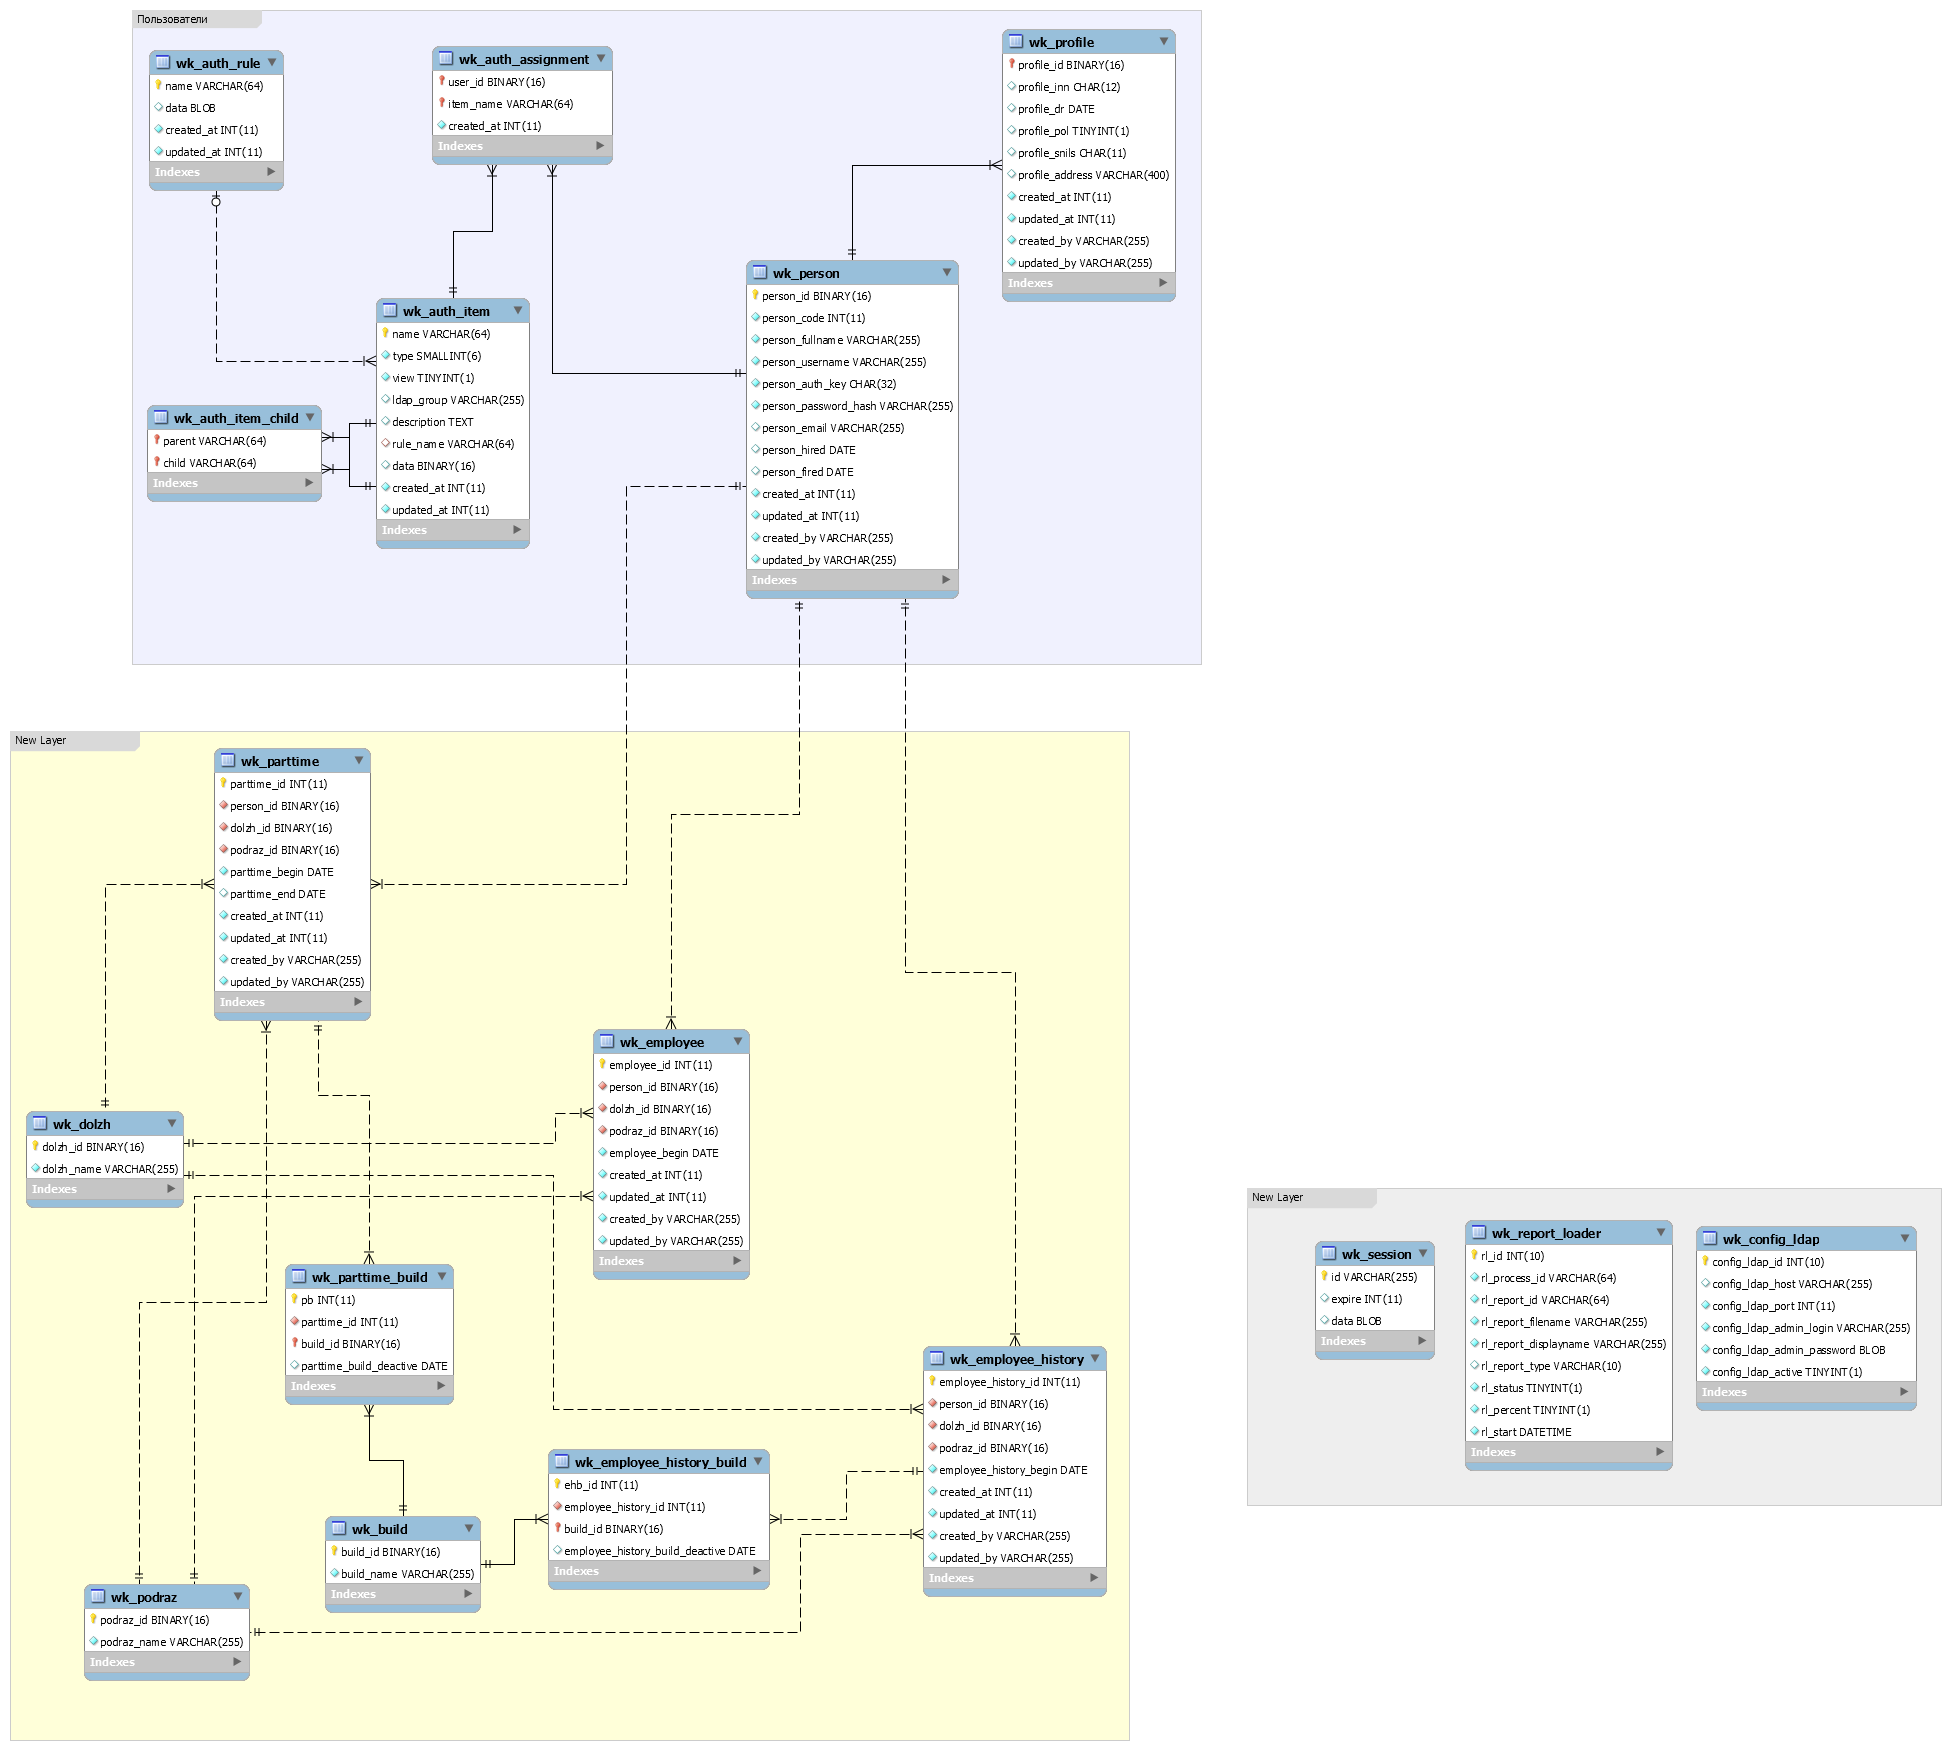 Пользователи
wk_auth_rule
name VARCHAR(64)
data BLOB
created_at INT(11)
updated_at INT(11)
Indexes
wk_auth_assignment
user_id BINARY(16)
item_name VARCHAR(64)
created_at INT(11)
Indexes
wk_profile
profile_id BINARY(16)
profile_inn CHAR(12)
profile_dr DATE
profile_pol TINYINT(1)
profile_snils CHAR(11)
profile_address VARCHAR(400)
created_at INT(11)
updated_at INT(11)
created_by VARCHAR(255)
updated_by VARCHAR(255)
Indexes
wk_person
person_id BINARY(16)
person_code INT(11)
person_fullname VARCHAR(255)
person_username VARCHAR(255)
person_auth_key CHAR(32)
person_password_hash VARCHAR(255)
person_email VARCHAR(255)
person_hired DATE
person_fired DATE
created_at INT(11)
updated_at INT(11)
created_by VARCHAR(255)
updated_by VARCHAR(255)
Indexes
wk_auth_item
name VARCHAR(64)
type SMALLINT(6)
view TINYINT(1)
ldap_group VARCHAR(255)
description TEXT
rule_name VARCHAR(64)
data BINARY(16)
created_at INT(11)
updated_at INT(11)
Indexes
wk_auth_item_child
parent VARCHAR(64)
child VARCHAR(64)
Indexes
New Layer
wk_parttime
parttime_id INT(11)
person_id BINARY(16)
dolzh_id BINARY(16)
podraz_id BINARY(16)
parttime_begin DATE
parttime_end DATE
created_at INT(11)
updated_at INT(11)
created_by VARCHAR(255)
updated_by VARCHAR(255)
Indexes
wk_employee
employee_id INT(11)
person_id BINARY(16)
dolzh_id BINARY(16)
podraz_id BINARY(16)
employee_begin DATE
created_at INT(11)
updated_at INT(11)
created_by VARCHAR(255)
updated_by VARCHAR(255)
Indexes
wk_dolzh
dolzh_id BINARY(16)
dolzh_name VARCHAR(255)
Indexes
wk_parttime_build
pb INT(11)
parttime_id INT(11)
build_id BINARY(16)
parttime_build_deactive DATE
Indexes
wk_employee_history
employee_history_id INT(11)
person_id BINARY(16)
dolzh_id BINARY(16)
podraz_id BINARY(16)
employee_history_begin DATE
created_at INT(11)
updated_at INT(11)
created_by VARCHAR(255)
updated_by VARCHAR(255)
Indexes
wk_employee_history_build
ehb_id INT(11)
employee_history_id INT(11)
build_id BINARY(16)
employee_history_build_deactive DATE
Indexes
wk_build
build_id BINARY(16)
build_name VARCHAR(255)
Indexes
wk_podraz
podraz_id BINARY(16)
podraz_name VARCHAR(255)
Indexes
New Layer
wk_session
id VARCHAR(255)
expire INT(11)
data BLOB
Indexes
wk_report_loader
rl_id INT(10)
rl_process_id VARCHAR(64)
rl_report_id VARCHAR(64)
rl_report_filename VARCHAR(255)
rl_report_displayname VARCHAR(255)
rl_report_type VARCHAR(10)
rl_status TINYINT(1)
rl_percent TINYINT(1)
rl_start DATETIME
Indexes
wk_config_ldap
config_ldap_id INT(10)
config_ldap_host VARCHAR(255)
config_ldap_port INT(11)
config_ldap_admin_login VARCHAR(255)
config_ldap_admin_password BLOB
config_ldap_active TINYINT(1)
Indexes